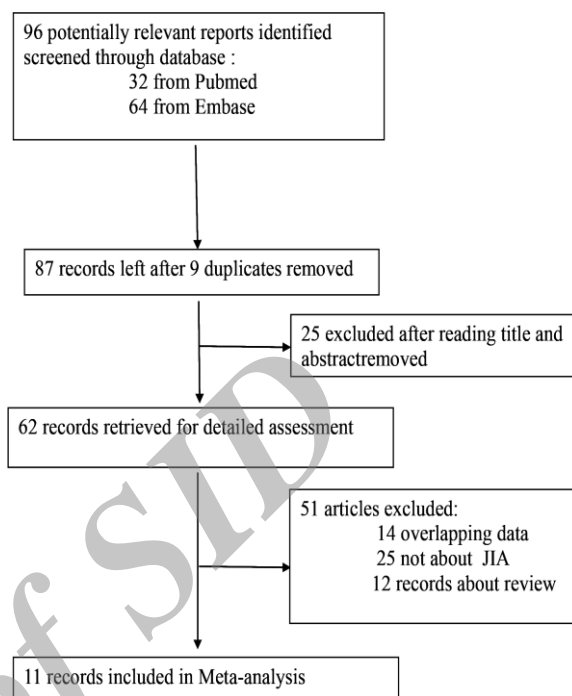 96 potentially relevant reports identified
screened through database :
32 from Pubmed
64 from Embase
87 records left after 9 duplicates removed
25 excluded after reading title and
abstractremoved
62 records retrieved for detailed assessment
51 articles excluded:
14 overlapping data
25 not about JIA
12 records about review
11 records included in Meta-analysis
of SID